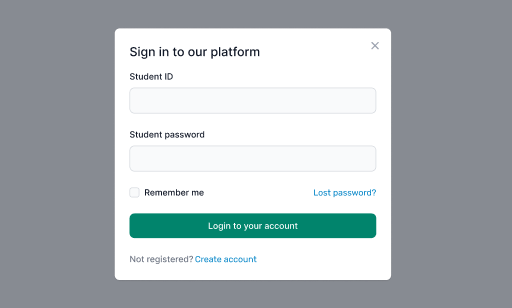 Sign in to our platform
Student ID
Student password
Remember me Lost password?
Login to your account
Not registered? Create account